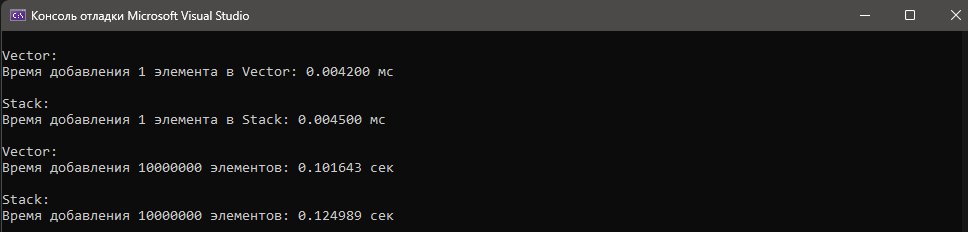 Консоль отладки Microsoft Visual Studio
Vector:
Время добавления 1 элемента в Vector: 0.004200 мс
Stack:
Время добавления 1 элемента в Stack: 0.004500 мс
Vector:
Время добавления 10000000 элементов: 0.101643 сек
Stack:
Время добавления 10000000 элементов: 0.124989 сек